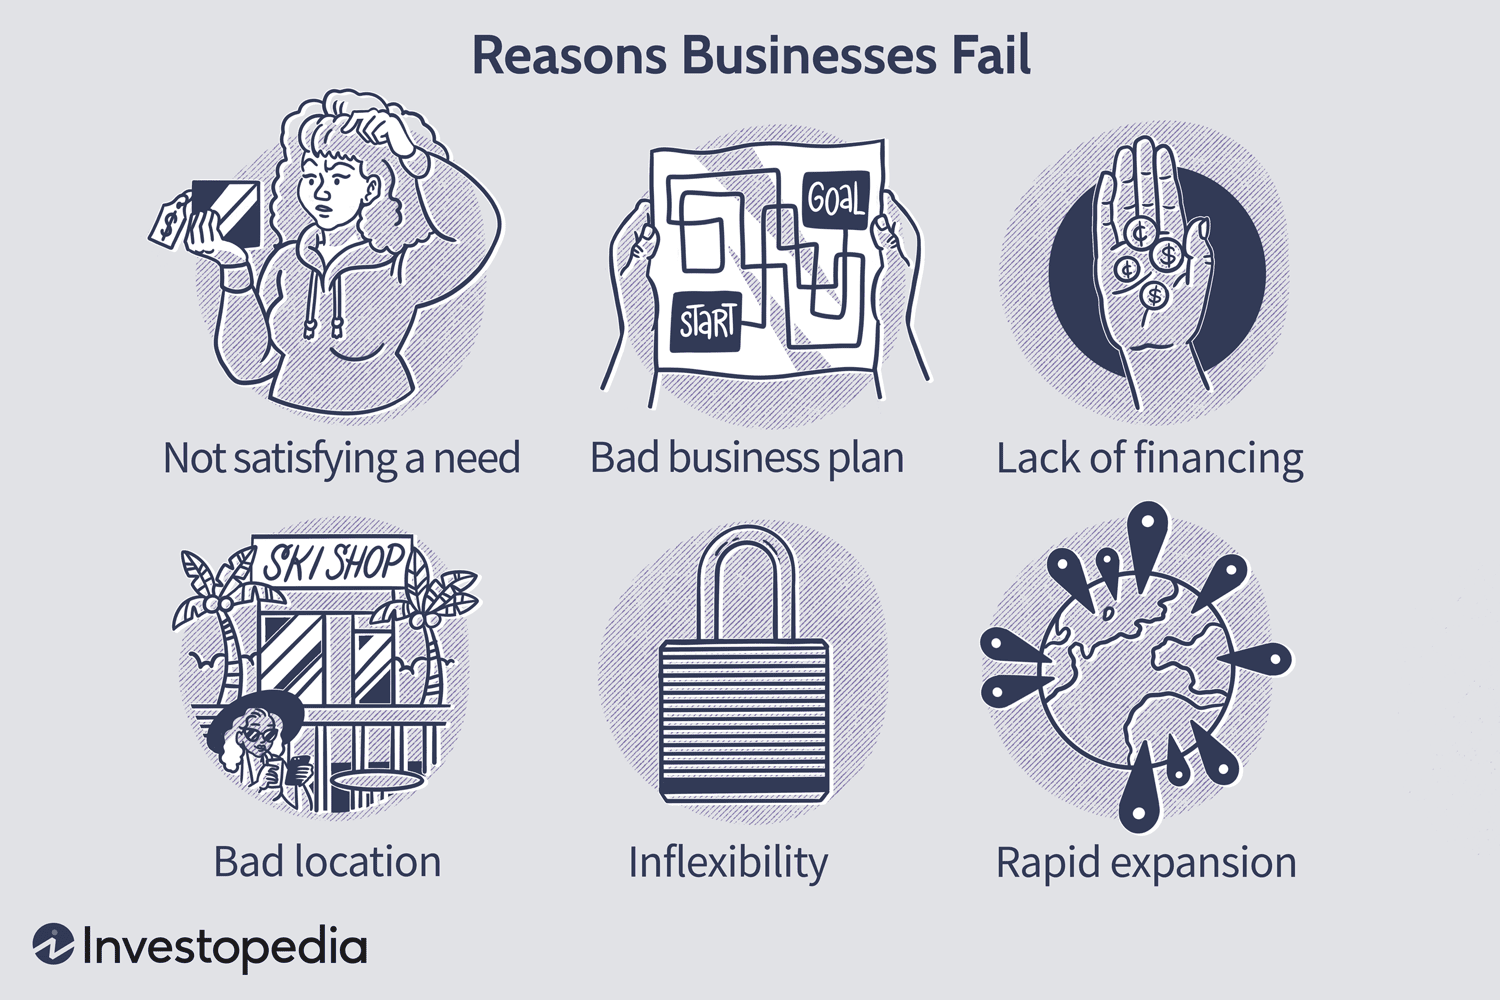 Reasons Businesses Fail
$
GOAL
START
¢
$
¢
$
Not satisfying a need
Bad business plan
Lack of financing
SKI SHOP
Bad location
Inflexibility
Rapid expansion
Investopedia